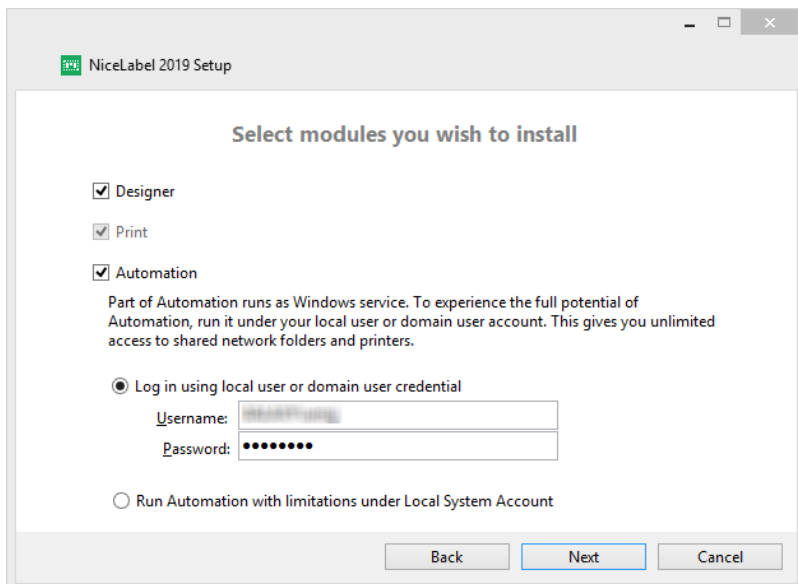 NiceLabel 2019 Setup
Select modules you wish to install
Designer
Print
Automation
Part of Automation runs as Windows service. To experience the full potential of
Automation, run it under your local user or domain user account. This gives you unlimited
access to shared network folders and printers.
Log in using local user or domain user credential
Username:
Password: ●●●●●●●●
Run Automation with limitations under Local System Account
Back Next Cancel